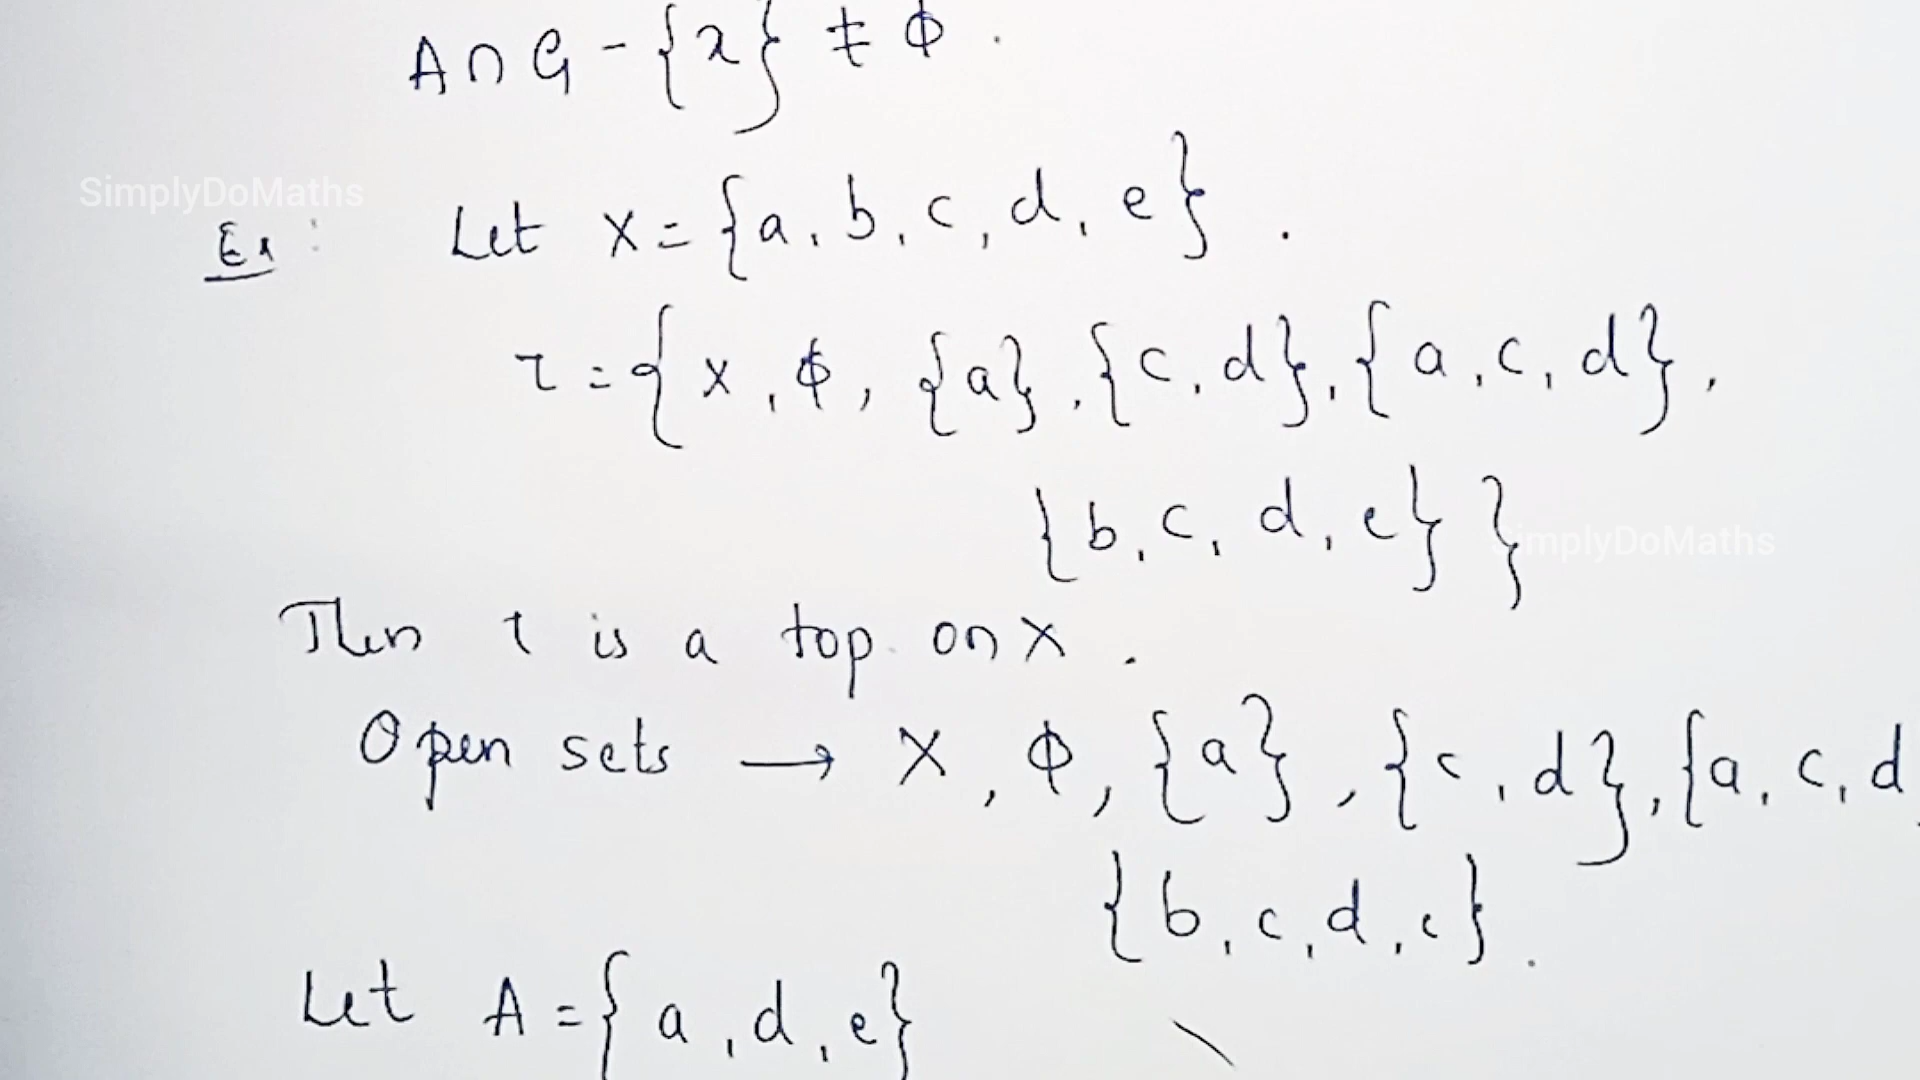 A∩G - {x} ≠ ϕ .
SimplyDoMaths
Ex : Let X = {a, b, c, d, e} .
τ = {X, ϕ, {a}, {c, d}, {a, c, d},
{b, c, d, e}}
SimplyDoMaths
Then τ is a top. on X .
Open sets → X, ϕ, {a}, {c, d}, {a, c, d
{b, c, d, e} .
Let A = {a, d, e}